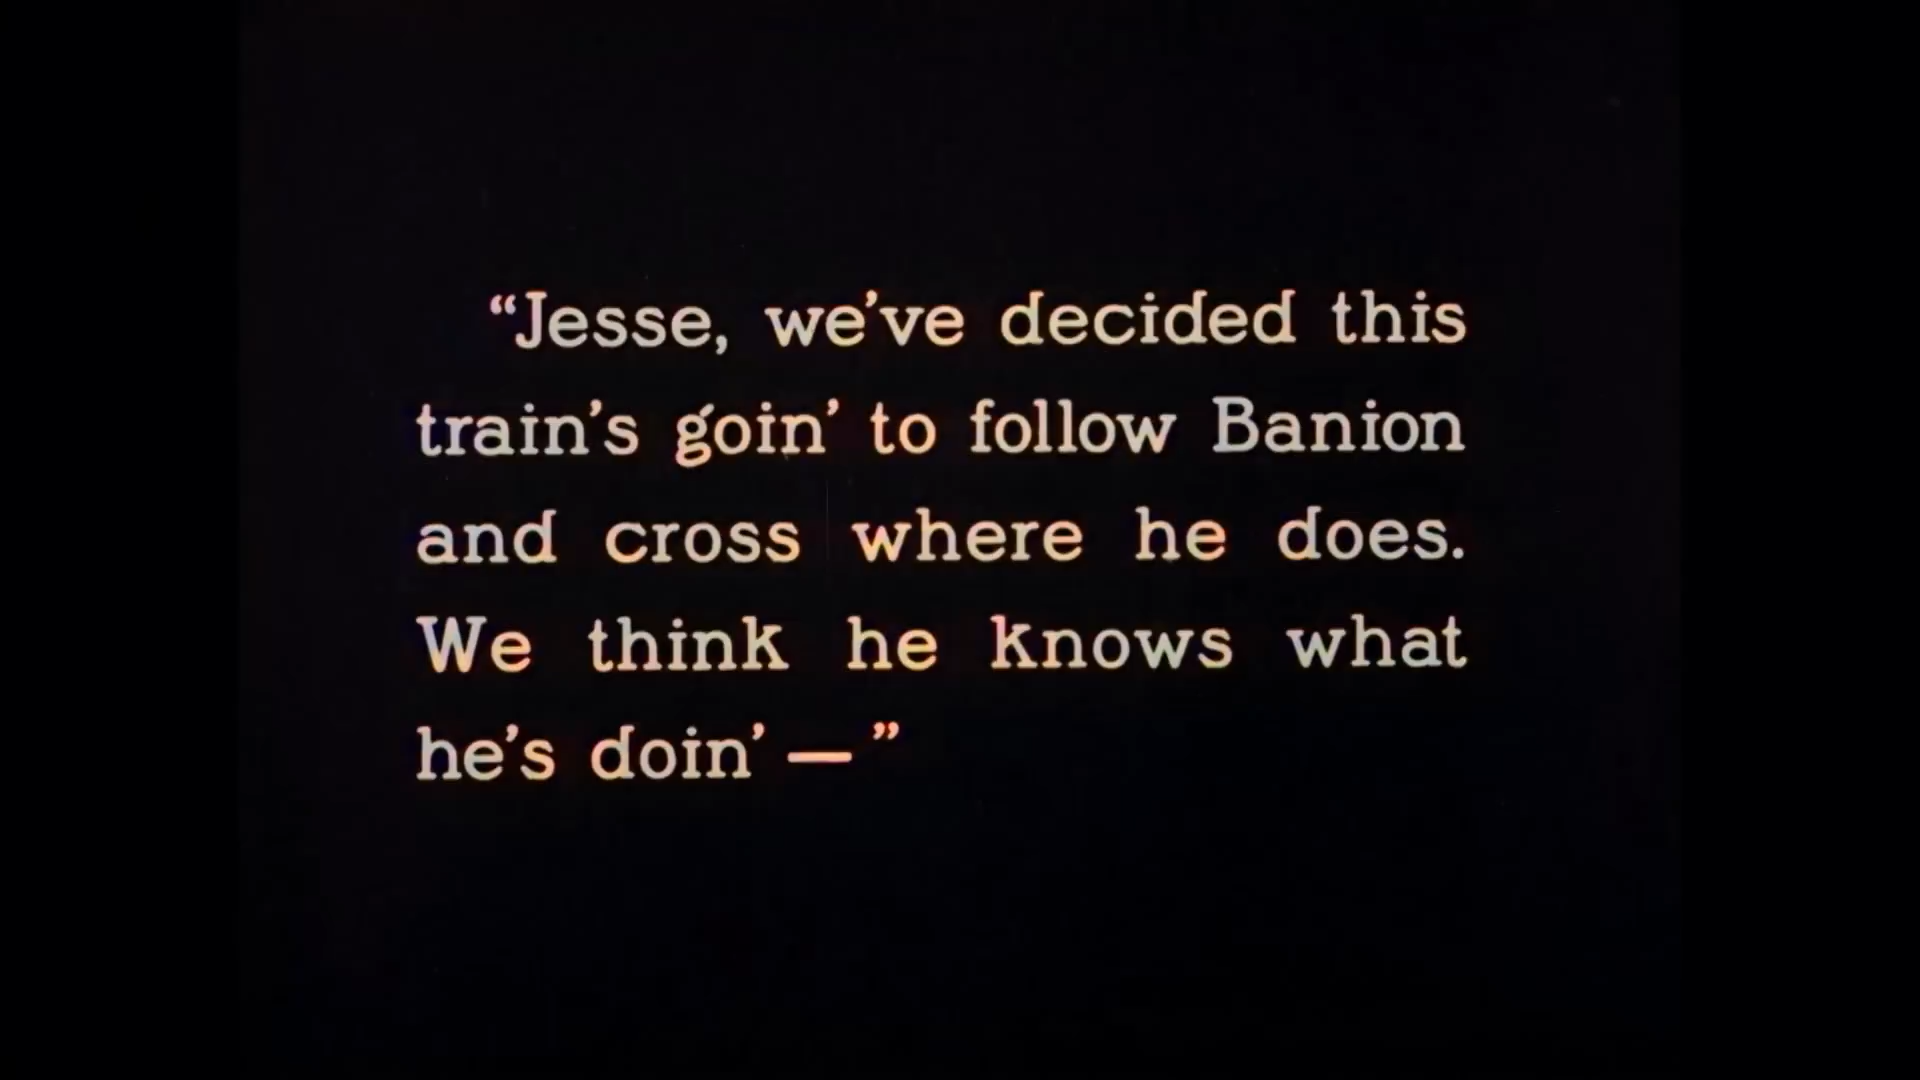 “Jesse, we’ve decided this
train’s goin’ to follow Banion
and cross where he does.
We think he knows what
he’s doin’ — ”